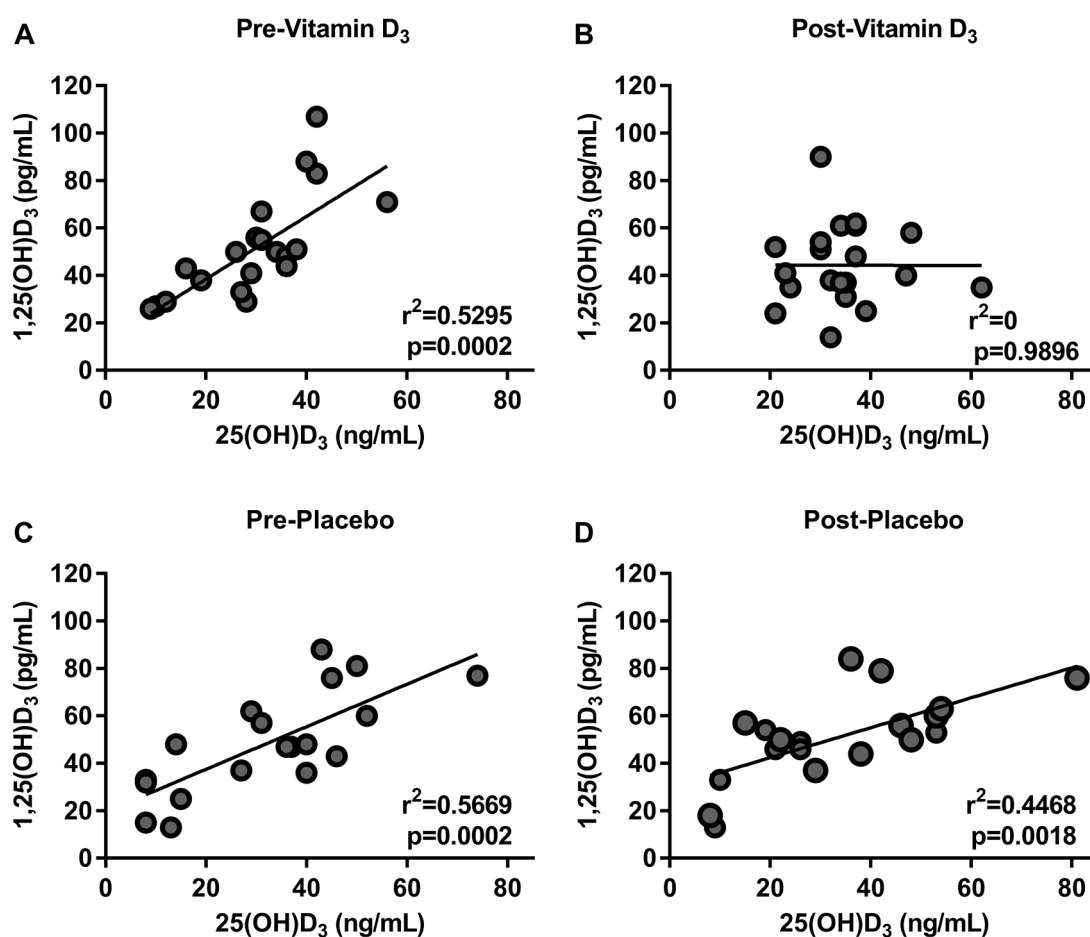 A
Pre-Vitamin D₃
120
100
80
60
40
20
0
1,25(OH)D₃ (pg/mL)
r²=0.5295
p=0.0002
0 20 40 60 80
25(OH)D₃ (ng/mL)
B
Post-Vitamin D₃
120
100
80
60
40
20
0
1,25(OH)D₃ (pg/mL)
r²=0
p=0.9896
0 20 40 60 80
25(OH)D₃ (ng/mL)
C
Pre-Placebo
120
100
80
60
40
20
0
1,25(OH)D₃ (pg/mL)
r²=0.5669
p=0.0002
0 20 40 60 80
25(OH)D₃ (ng/mL)
D
Post-Placebo
120
100
80
60
40
20
0
1,25(OH)D₃ (pg/mL)
r²=0.4468
p=0.0018
0 20 40 60 80
25(OH)D₃ (ng/mL)